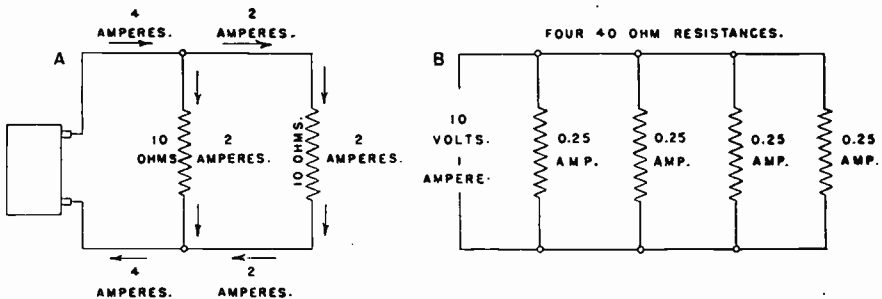 4
AMPERES.
2
AMPERES.
A
10
OHMS
2
AMPERES.
10 OHMS.
2
AMPERES.
4
AMPERES.
2
AMPERES.
FOUR 40 OHM RESISTANCES.
B
10
VOLTS.
1
AMPERE.
0.25
AMP.
0.25
AMP.
0.25
AMP.
0.25
AMP.